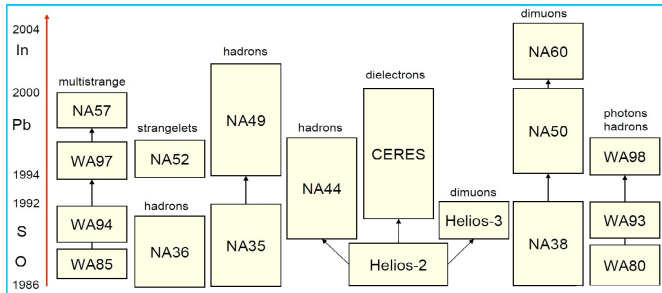 2004
In
2000
Pb
1994
1992
S
O
1986
multistrange
NA57
WA97
WA94
WA85
strangelets
NA52
hadrons
NA36
hadrons
NA49
NA35
hadrons
NA44
dielectrons
CERES
Helios-2
dimuons
Helios-3
dimuons
NA60
NA50
NA38
photons
hadrons
WA98
WA93
WA80